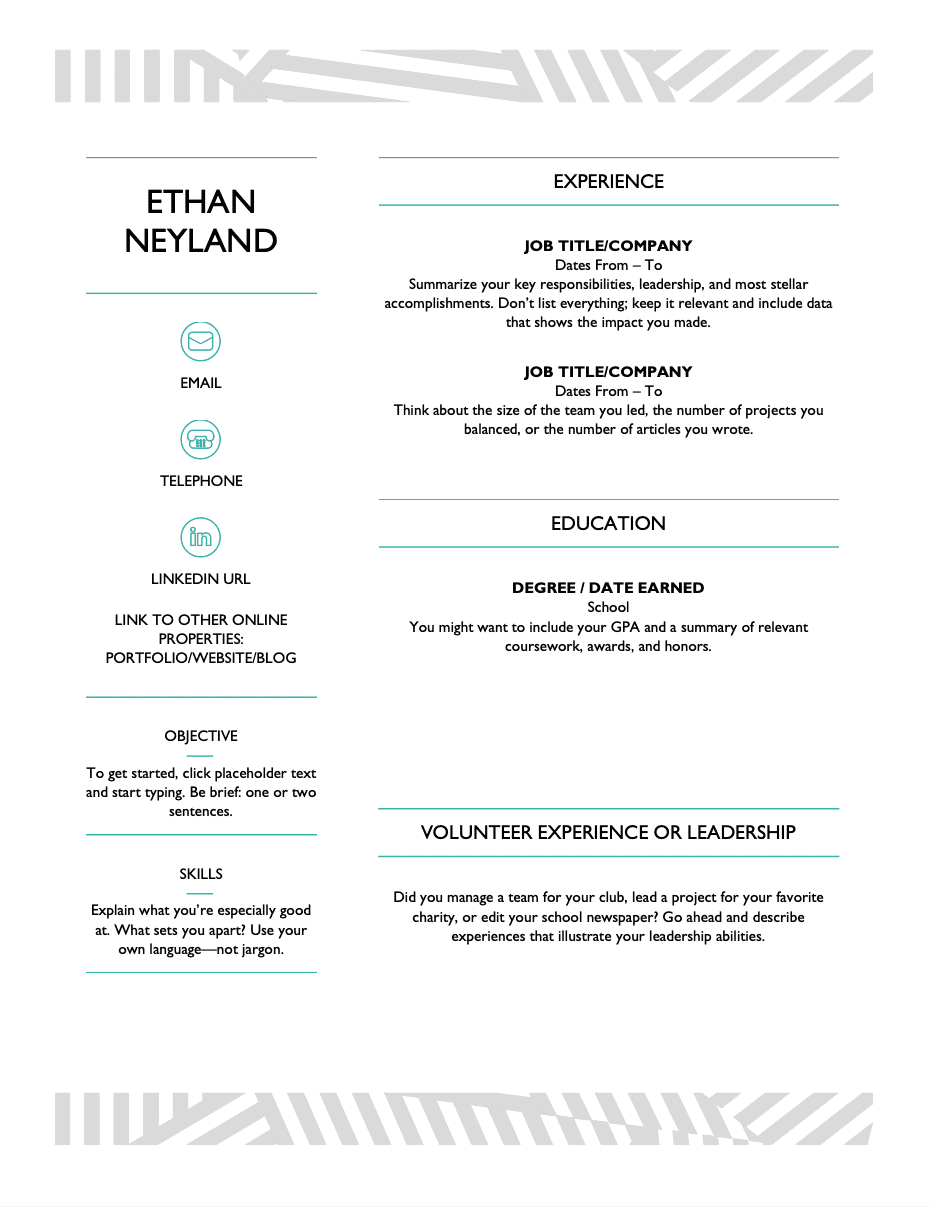 ETHAN
NEYLAND
EMAIL
TELEPHONE
LINKEDIN URL
LINK TO OTHER ONLINE
PROPERTIES:
PORTFOLIO/WEBSITE/BLOG
OBJECTIVE
To get started, click placeholder text
and start typing. Be brief: one or two
sentences.
SKILLS
Explain what you’re especially good
at. What sets you apart? Use your
own language—not jargon.
EXPERIENCE
JOB TITLE/COMPANY
Dates From – To
Summarize your key responsibilities, leadership, and most stellar
accomplishments. Don’t list everything; keep it relevant and include data
that shows the impact you made.
JOB TITLE/COMPANY
Dates From – To
Think about the size of the team you led, the number of projects you
balanced, or the number of articles you wrote.
EDUCATION
DEGREE / DATE EARNED
School
You might want to include your GPA and a summary of relevant
coursework, awards, and honors.
VOLUNTEER EXPERIENCE OR LEADERSHIP
Did you manage a team for your club, lead a project for your favorite
charity, or edit your school newspaper? Go ahead and describe
experiences that illustrate your leadership abilities.